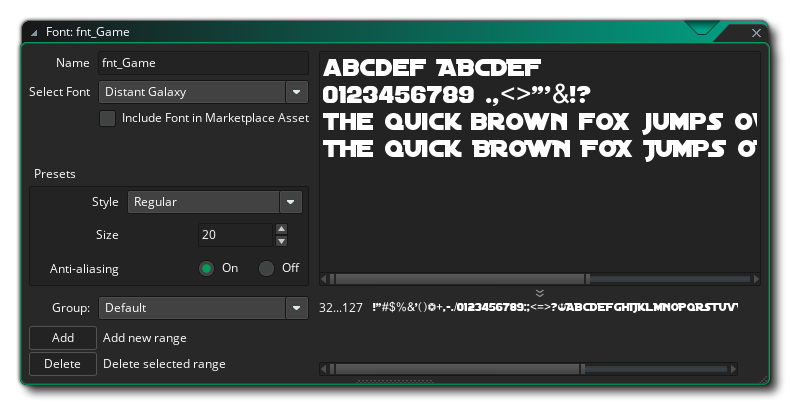 Font: fnt_Game
Name fnt_Game
Select Font Distant Galaxy
Include Font in Marketplace Asset
Presets
Style Regular
Size 20
Anti-aliasing On Off
Group: Default
Add Add new range
Delete Delete selected range
ABCDEF ABCDEF
0123456789 .,<>"'&!?
THE QUICK BROWN FOX JUMPS
THE QUICK BROWN FOX JUMPS
32...127 !"#$%&'()
+,-./0123456789:;<=>?
ABCDEFGHIJKLMNOPQRSTUV